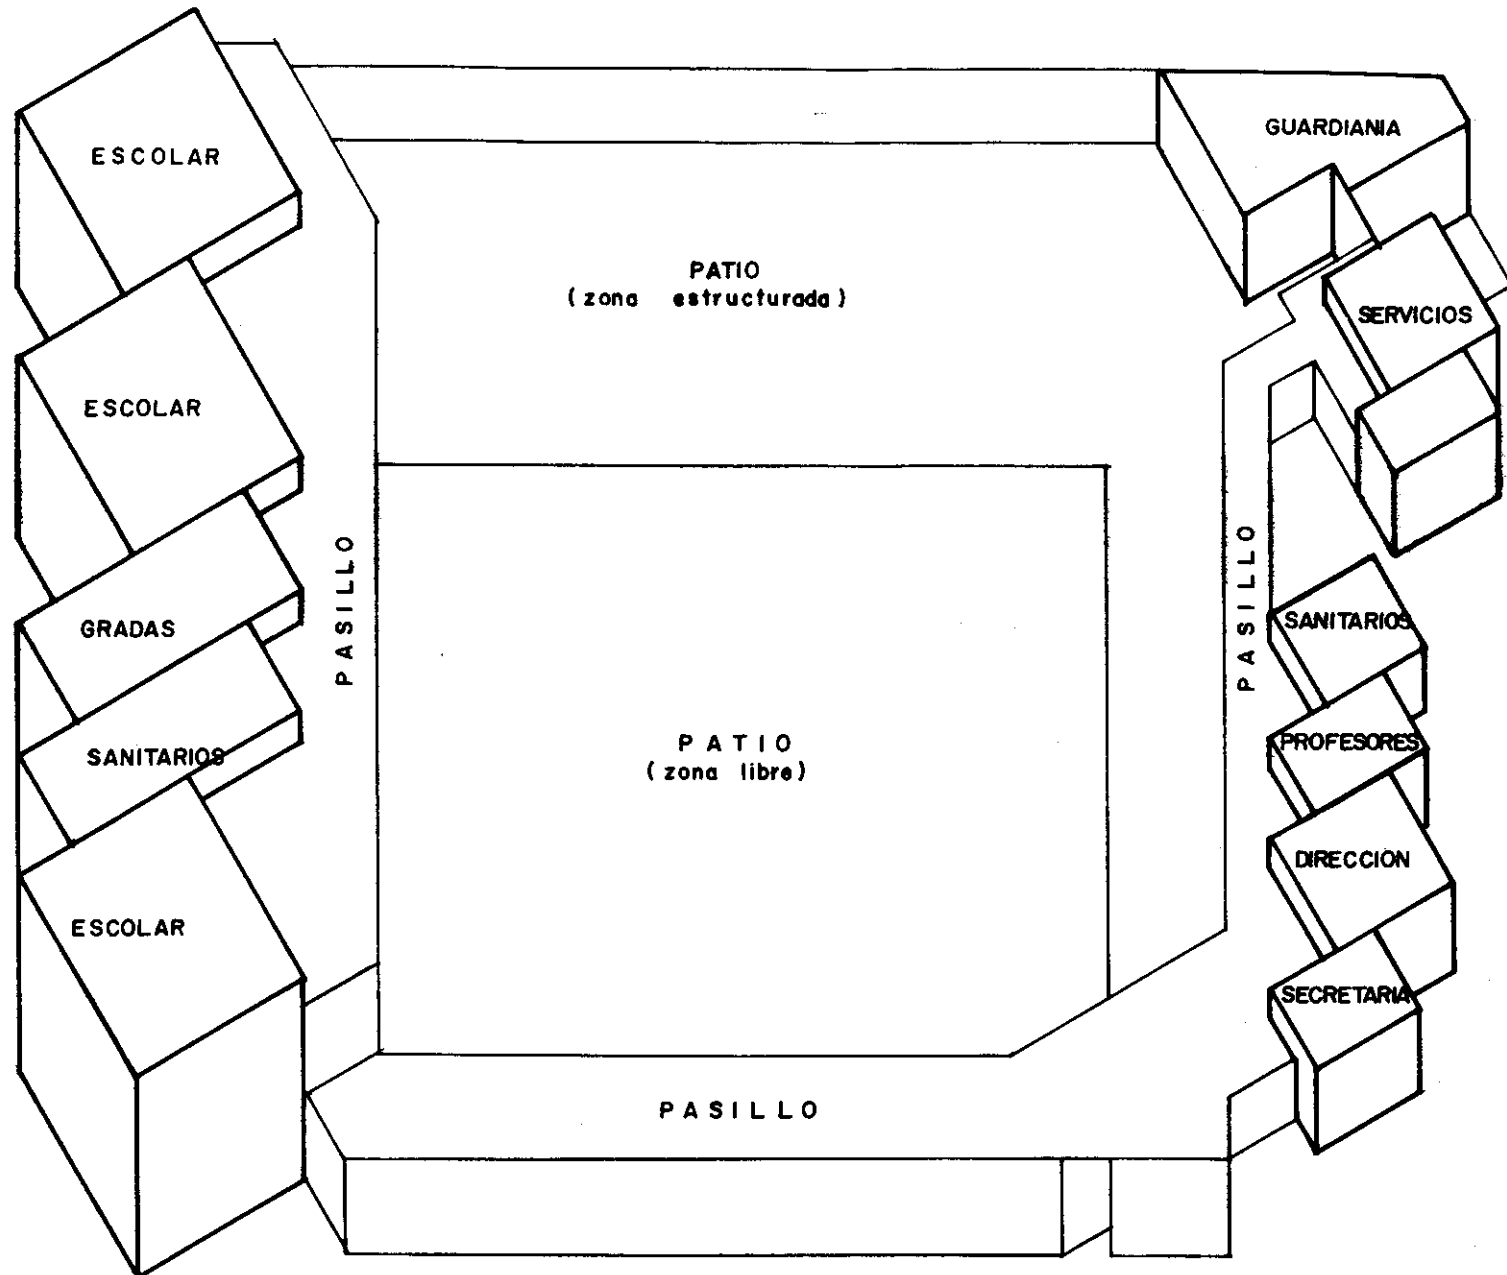 ESCOLAR
GUARDIANIA
PATIO
(zona estructurada)
SERVICIOS
ESCOLAR
PASILLO
PASILLO
GRADAS
SANITARIOS
SANITARIOS
PATIO
(zona libre)
PROFESORES
DIRECCION
ESCOLAR
SECRETARIA
PASILLO